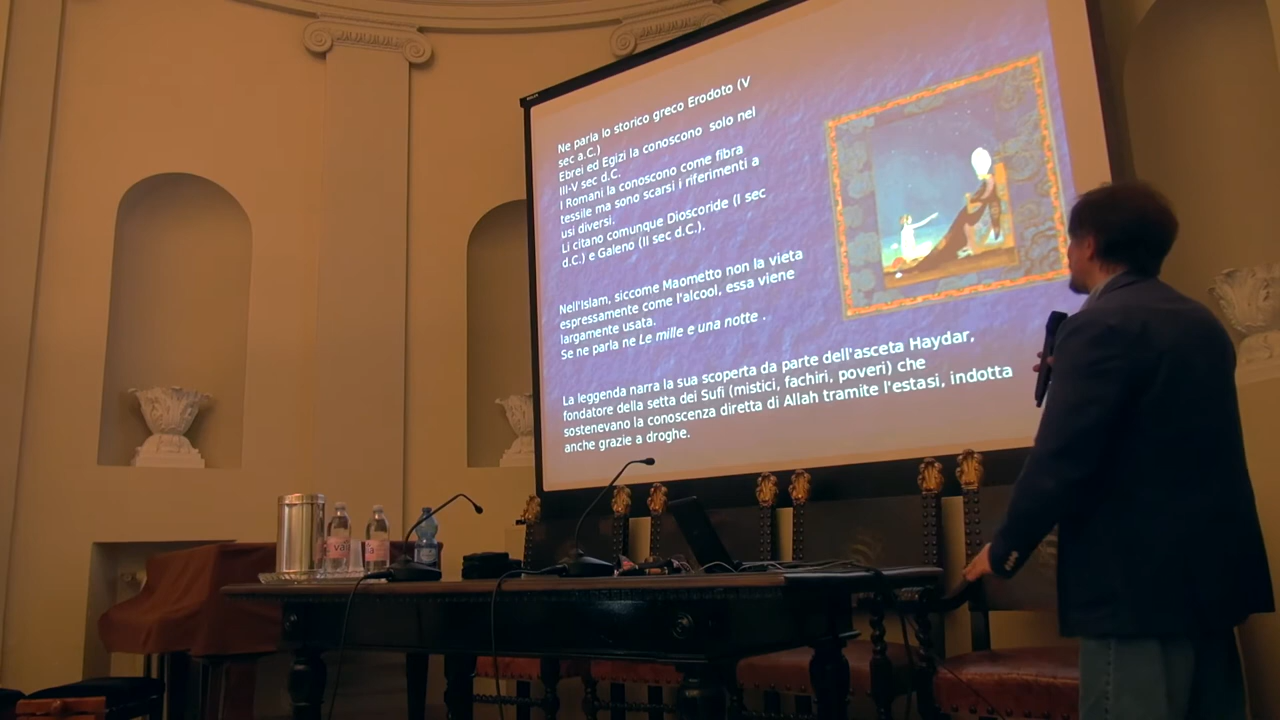 Ne parla lo storico greco Erodoto (V
sec a.C.)
Ebrei ed Egizi la conoscono solo nel
III-V sec d.C.
I Romani la conoscono come fibra
tessile ma sono scarsi i riferimenti a
usi diversi.
Li citano comunque Dioscoride (I sec
d.C.) e Galeno (II sec d.C.).
Nell'Islam, siccome Maometto non la vieta
espressamente come l'alcool, essa viene
largamente usata.
Se ne parla ne Le mille e una notte .
La leggenda narra la sua scoperta da parte dell'asceta Haydar,
fondatore della setta dei Sufi (mistici, fachiri, poveri) che
sostenevano la conoscenza diretta di Allah tramite l'estasi, indotta
anche grazie a droghe.